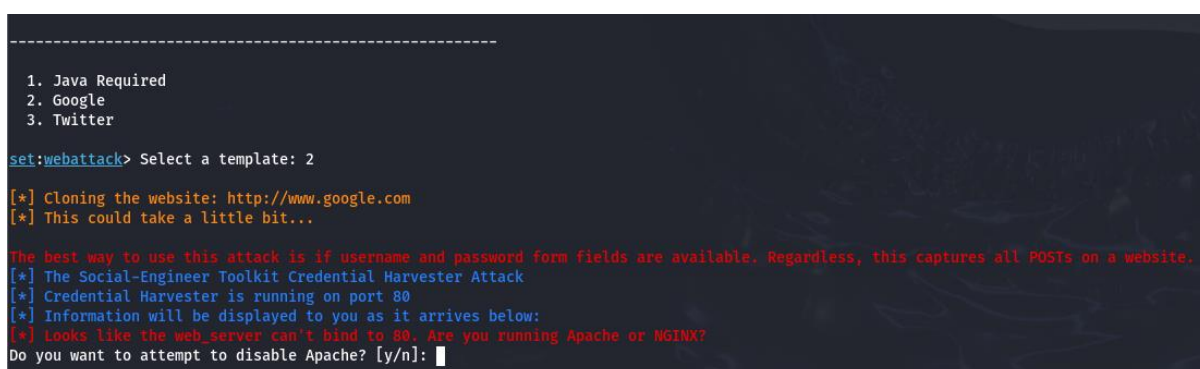 -------------------------------------------------------
1. Java Required
2. Google
3. Twitter
set:webattack> Select a template: 2
[*] Cloning the website: http://www.google.com
[*] This could take a little bit...
The best way to use this attack is if username and password form fields are available. Regardless, this captures all POSTs on a website.
[*] The Social-Engineer Toolkit Credential Harvester Attack
[*] Credential Harvester is running on port 80
[*] Information will be displayed to you as it arrives below:
[*] Looks like the web_server can't bind to 80. Are you running Apache or NGINX?
Do you want to attempt to disable Apache? [y/n]: